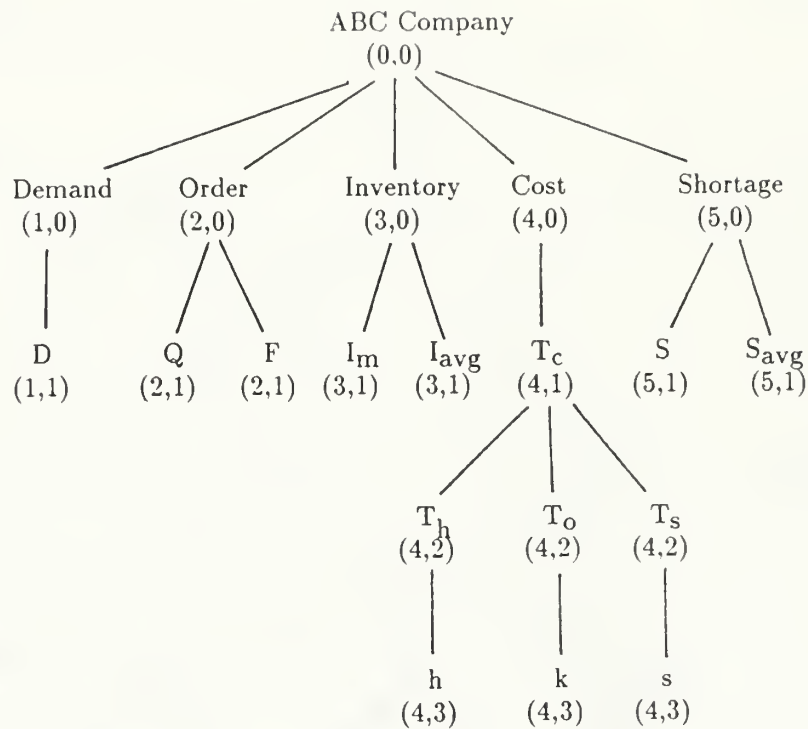 ABC Company
(0,0)
Demand Order Inventory Cost Shortage
(1,0) (2,0) (3,0) (4,0) (5,0)
D Q F Im Iavg Tc S Savg
(1,1) (2,1) (2,1) (3,1) (3,1) (4,1) (5,1) (5,1)
Th To Ts
(4,2) (4,2) (4,2)
h k s
(4,3) (4,3) (4,3)